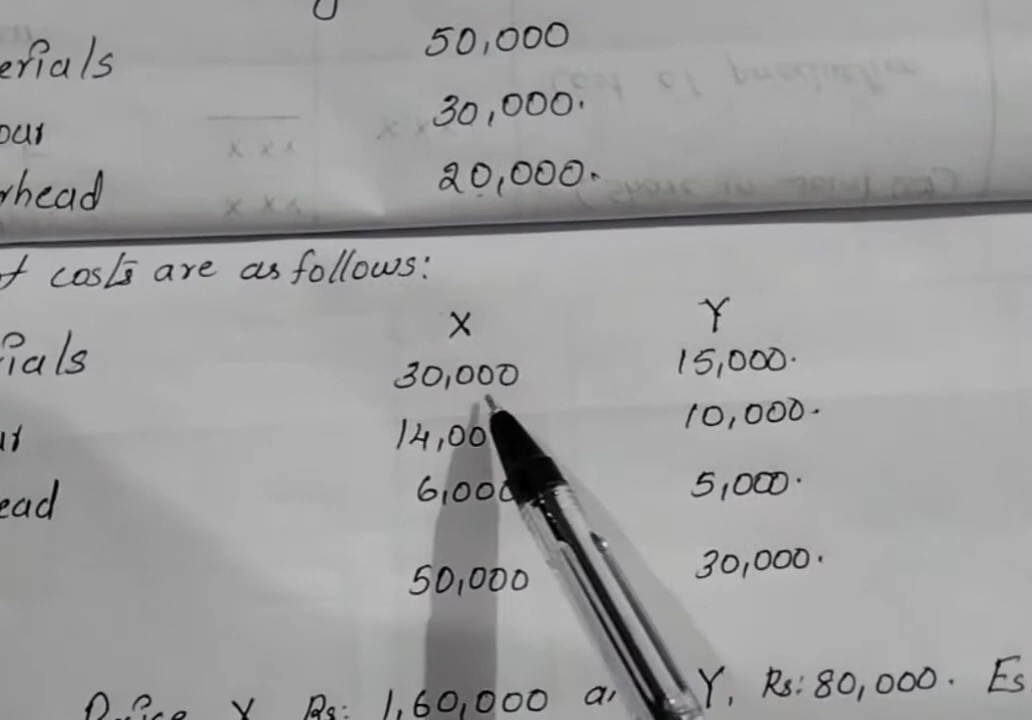 erials 50,000
our 30,000.
rhead 20,000.
t costs are as follows:
X Y
rials 30,000 15,000.
ur 14,00 10,000.
ead 6,000 5,000.
50,000 30,000.
Price X Rs: 1,60,000 a Y, Rs: 80,000. Es